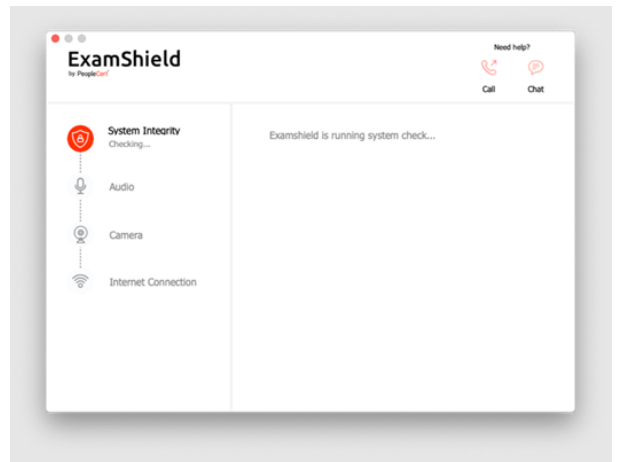 ExamShield
by PeopleCert
Need help?
Call
Chat
System Integrity
Checking...
Examshield is running system check...
Audio
Camera
Internet Connection